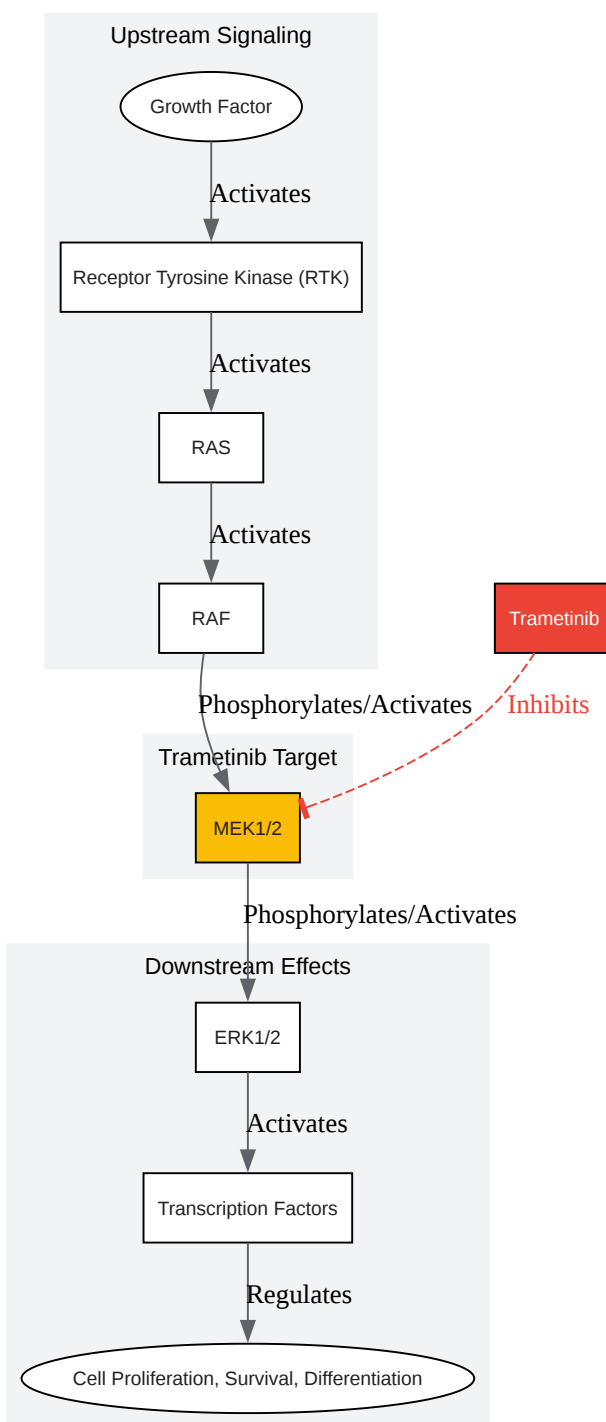 Upstream Signaling
Growth Factor
Activates
Receptor Tyrosine Kinase (RTK)
Activates
RAS
Activates
RAF
Trametinib
Phosphorylates/Activates
Inhibits
Trametinib Target
MEK1/2
Phosphorylates/Activates
Downstream Effects
ERK1/2
Activates
Transcription Factors
Regulates
Cell Proliferation, Survival, Differentiation